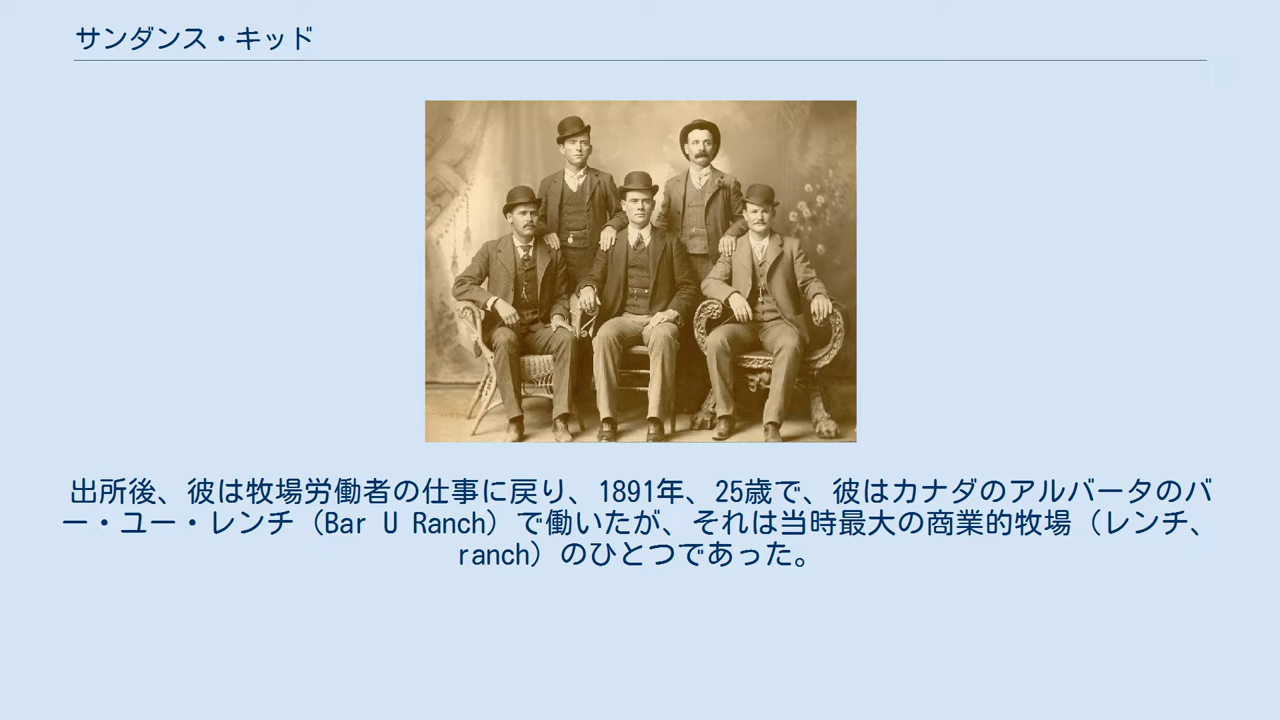 サンダンス・キッド
出所後、彼は牧場労働者の仕事に戻り、1891年、25歳で、彼はカナダのアルバータのバ
ー・ユー・レンチ（Bar U Ranch）で働いたが、それは当時最大の商業的牧場（レンチ、
ranch）のひとつであった。